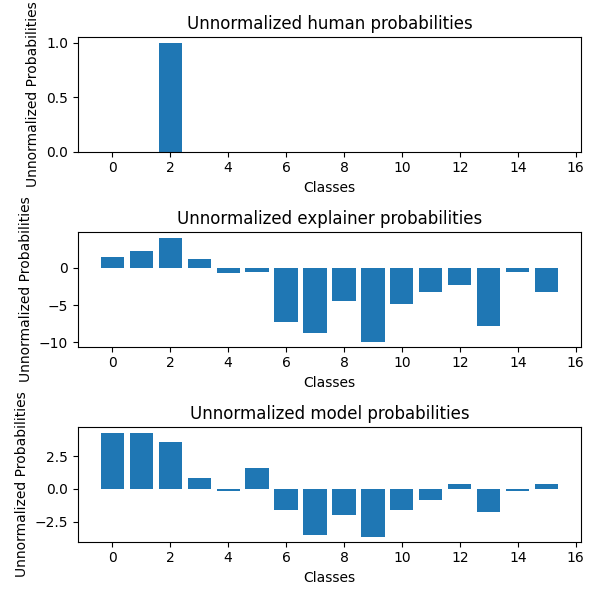 Unnormalized human probabilities
Unnormalized Probabilities
1.0
0.5
0.0
0 2 4 6 8 10 12 14 16
Classes
Unnormalized explainer probabilities
Unnormalized Probabilities
0
−5
−10
0 2 4 6 8 10 12 14 16
Classes
Unnormalized model probabilities
Unnormalized Probabilities
2.5
0.0
−2.5
0 2 4 6 8 10 12 14 16
Classes